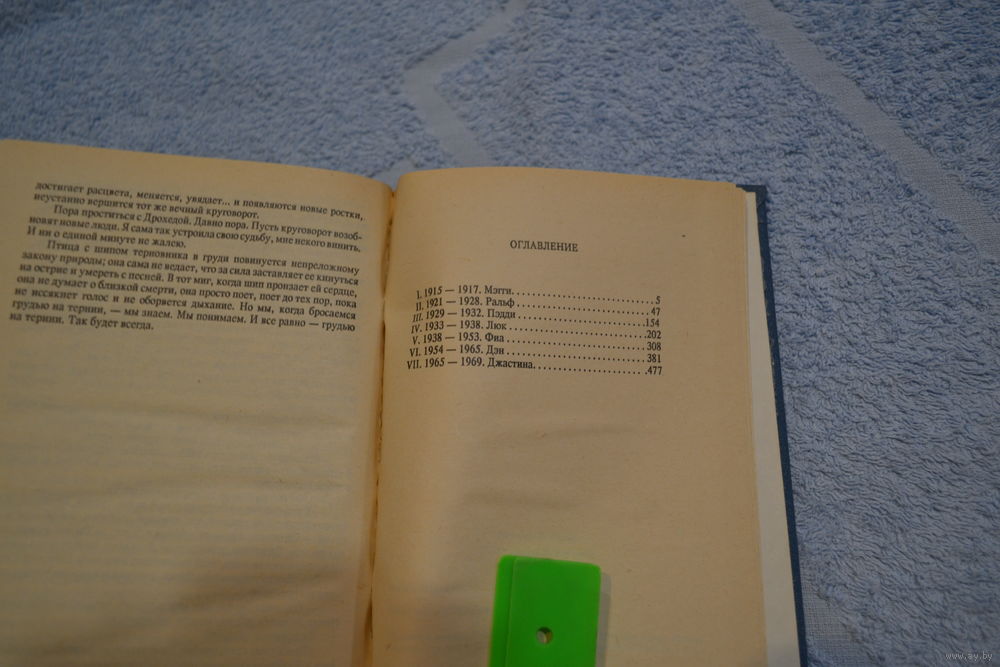 достигает расцвета, меняется, увядает... и появляются новые ростки,
неустанно вершится тот же вечный круговорот.
Пора проститься с Дрохедой. Давно пора. Пусть круговорот возоб-
новят новые люди. Я сама так устроила свою судьбу, мне некого винить.
И ни о единой минуте не жалею.
Птица с шипом терновника в груди повинуется непреложному
закону природы; она сама не ведает, что за сила заставляет ее кинуться
на острие и умереть с песней. В тот миг, когда шип пронзает ей сердце,
она не думает о близкой смерти, она просто поет, поет до тех пор, пока
не иссякнет голос и не оборвется дыхание. Но мы, когда бросаемся
грудью на тернии, — мы знаем. Мы понимаем. И все равно — грудью
на тернии. Так будет всегда.
ОГЛАВЛЕНИЕ
I. 1915 — 1917. Мэгги. 5
II. 1921 — 1928. Ральф 47
III. 1929 — 1932. Пэдди 154
IV. 1933 — 1938. Люк 202
V. 1938 — 1953. Фиа 308
VI. 1954 — 1965. Дэн 381
VII. 1965 — 1969. Джастина. 477
www.ay.by